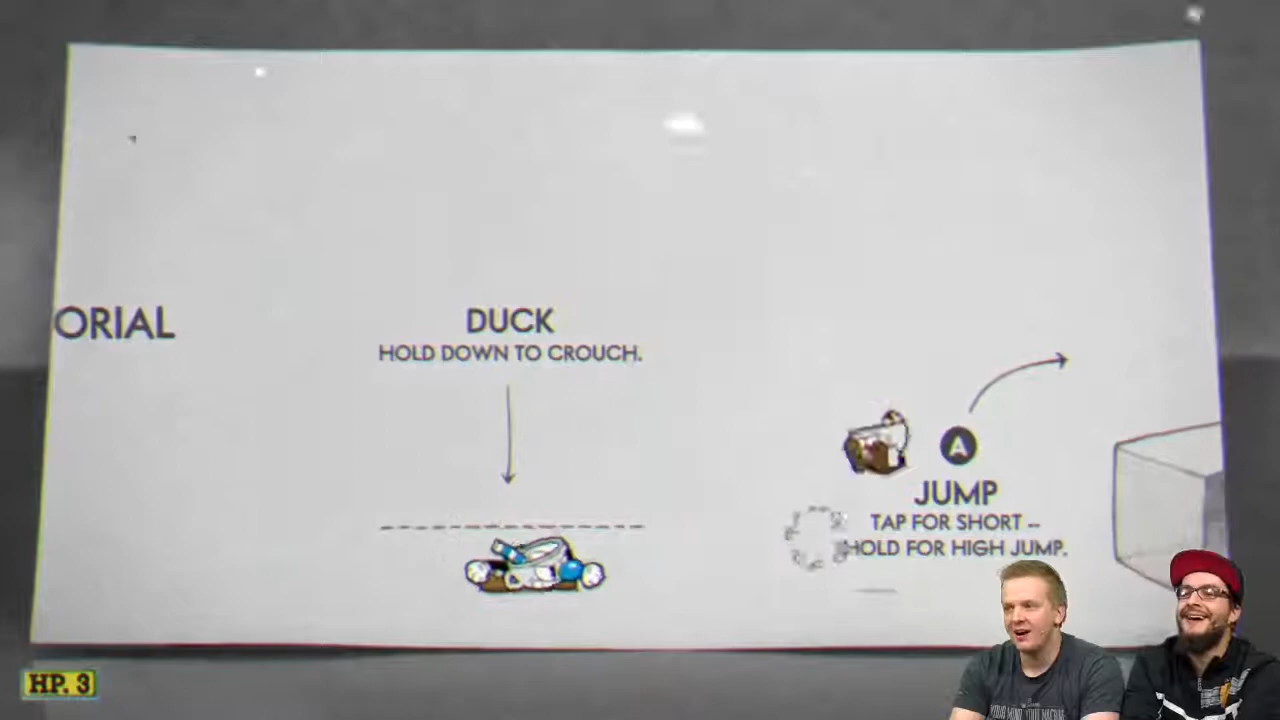 ORIAL
DUCK
HOLD DOWN TO CROUCH.
A
JUMP
TAP FOR SHORT –
HOLD FOR HIGH JUMP.
HP. 3